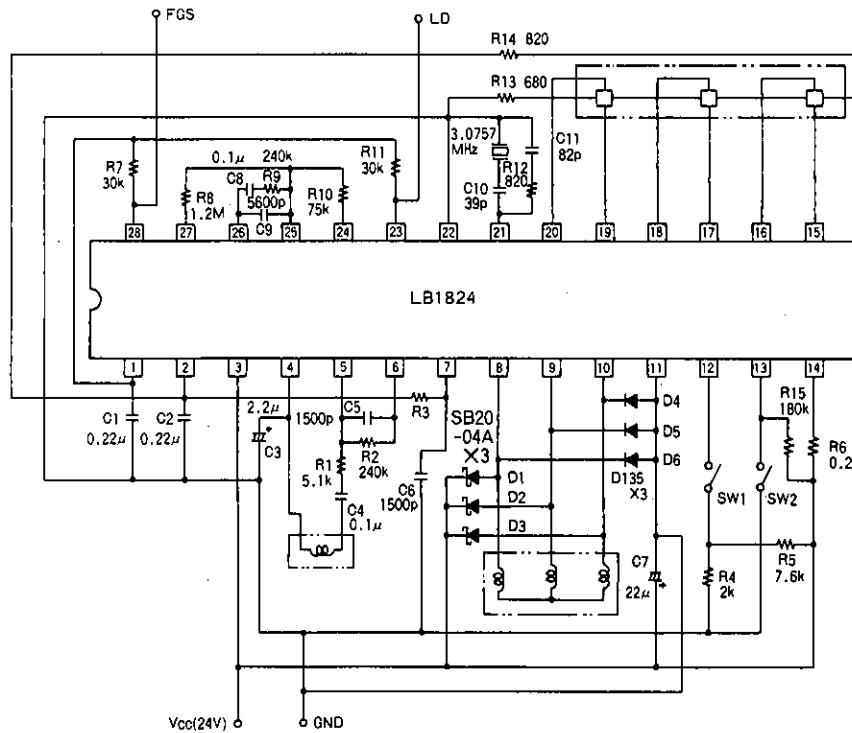 FGS
LD
R14 820
R13 680
R7
30k
0.1μ
240k
R11
30k
3.0757
MHz
C11
82p
R12
820
C8
R9
R8
1.2M
5600p
R10
75k
C10
39p
C9
28
27
26
25
24
23
22
21
20
19
18
17
16
15
LB1824
1
2
3
4
5
6
7
8
9
10
11
12
13
14
C1
0.22μ
C2
0.22μ
2.2μ
C3
1500p
C5
R3
R2
240k
R1
5.1k
C4
0.1μ
C6
1500p
SB20
-04A
×3
D1
D2
D3
D4
D5
D6
D135
×3
R15
180k
R6
0.2
SW1
SW2
R5
7.6k
R4
2k
C7
22μ
Vcc(24V)
GND